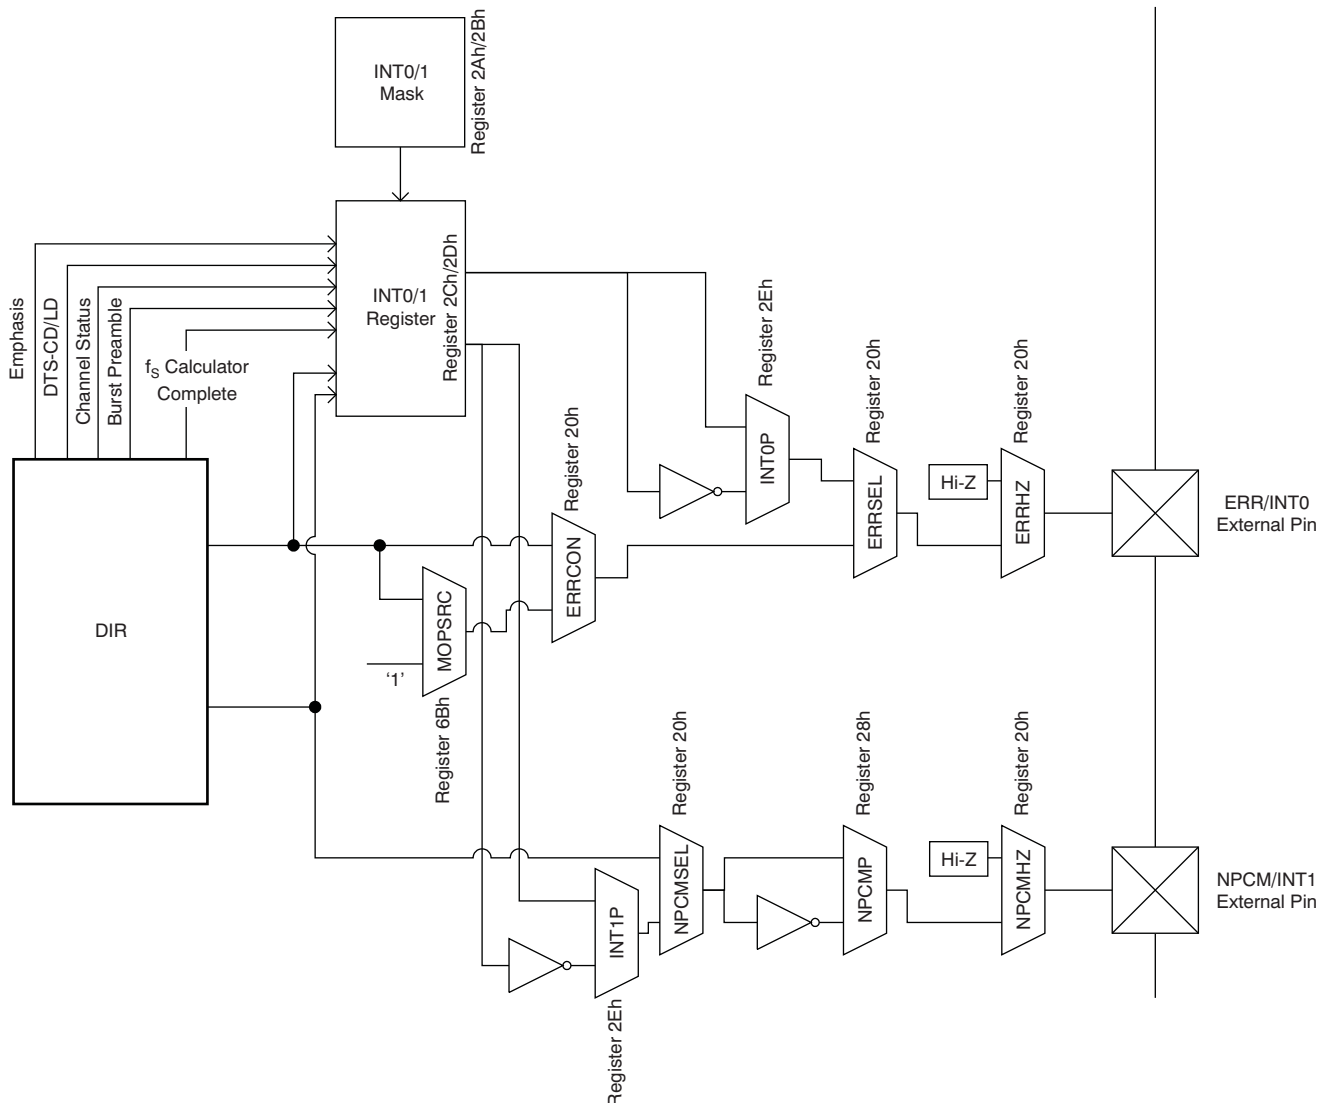 INT0/1
Mask
Register 2Ah/2Bh
INT0/1
Register
Register 2Ch/2Dh
Emphasis
DTS-CD/LD
Channel Status
Burst Preamble
fS Calculator
Complete
DIR
MOPSRC
'1'
Register 6Bh
ERRCON
Register 20h
INT0P
Register 2Eh
ERRSEL
Register 20h
Hi-Z
ERRHZ
Register 20h
ERR/INT0
External Pin
INT1P
Register 2Eh
NPCMSEL
Register 20h
NPCMP
Register 28h
Hi-Z
NPCMHZ
Register 20h
NPCM/INT1
External Pin